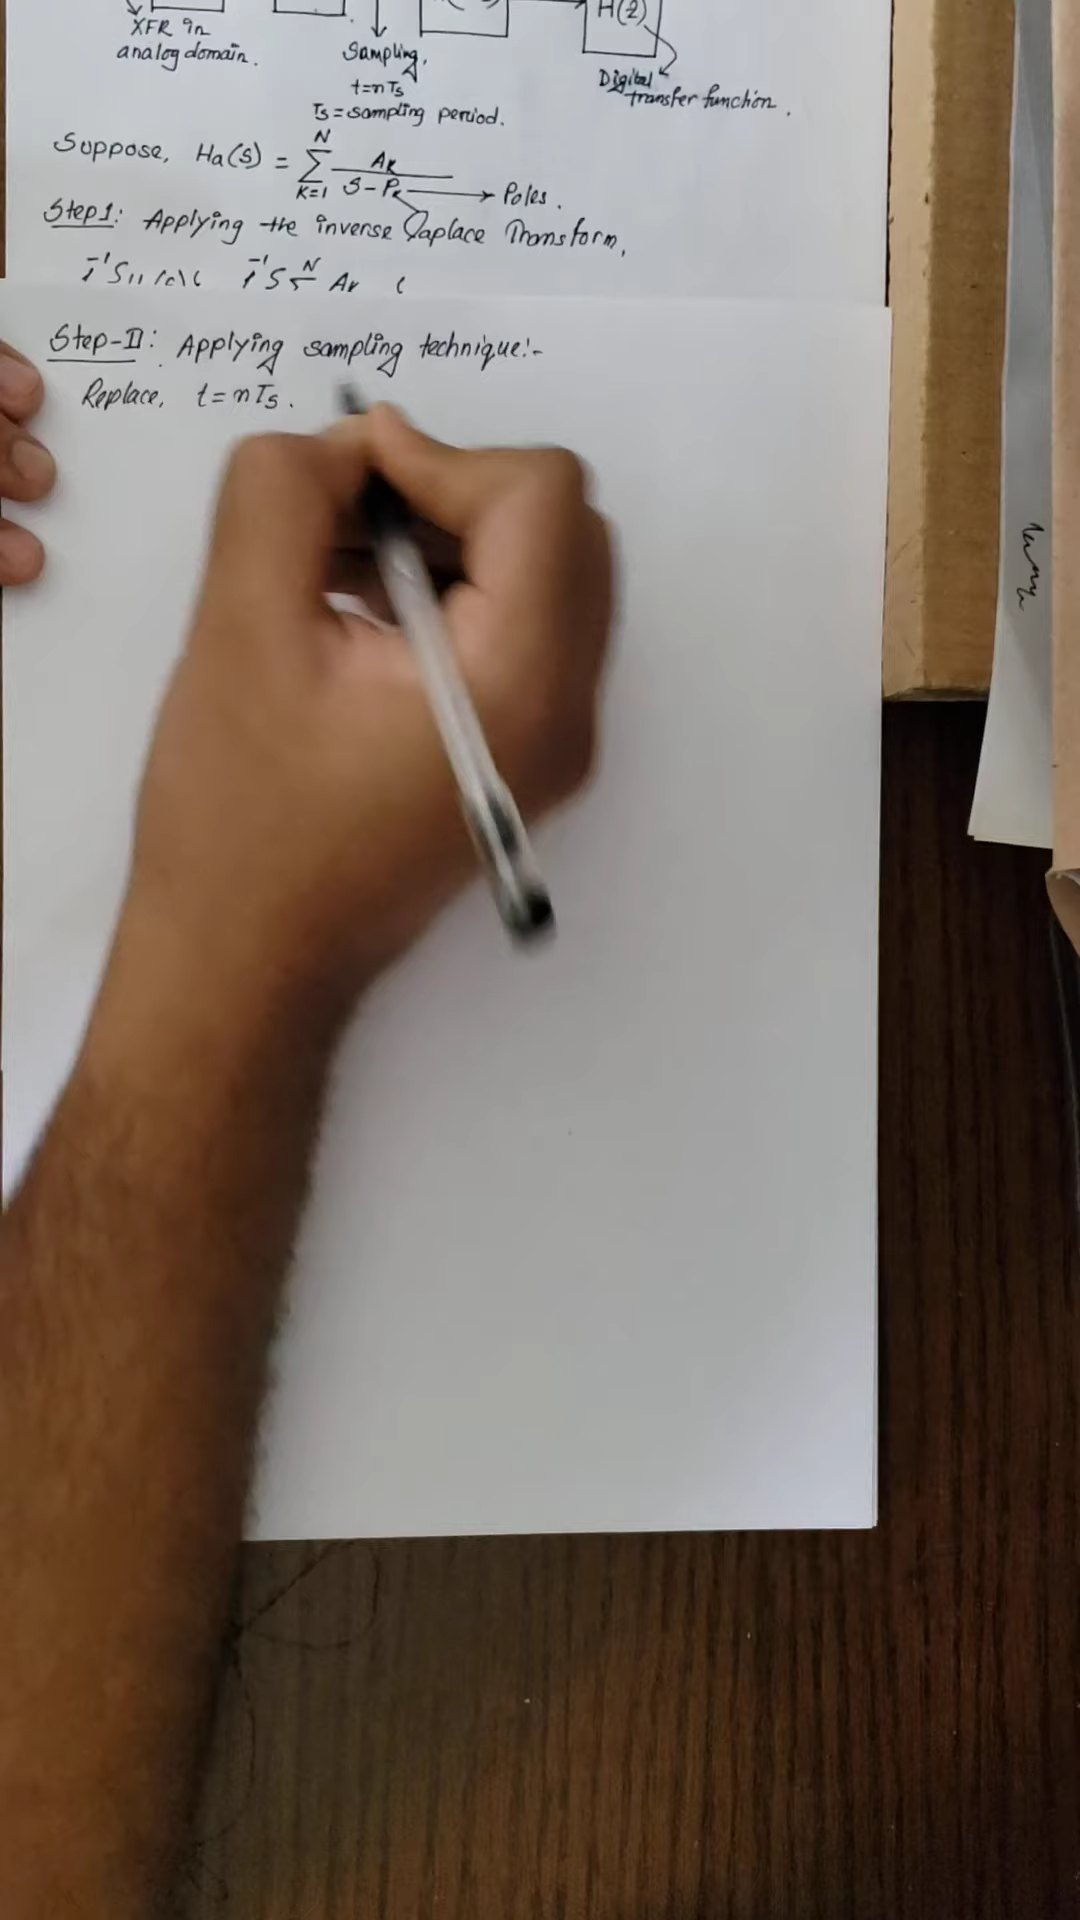 H(z)
XFR in
analog domain.
Sampling,
t=nTs
Ts = sampling period.
Digital
transfer function.
Suppose, Ha(s) = N Σ K=1 AK / S - PK → Poles.
Step1: Applying the inverse Laplace Transform,
Step-II: Applying sampling technique:-
Replace, t = nTs.